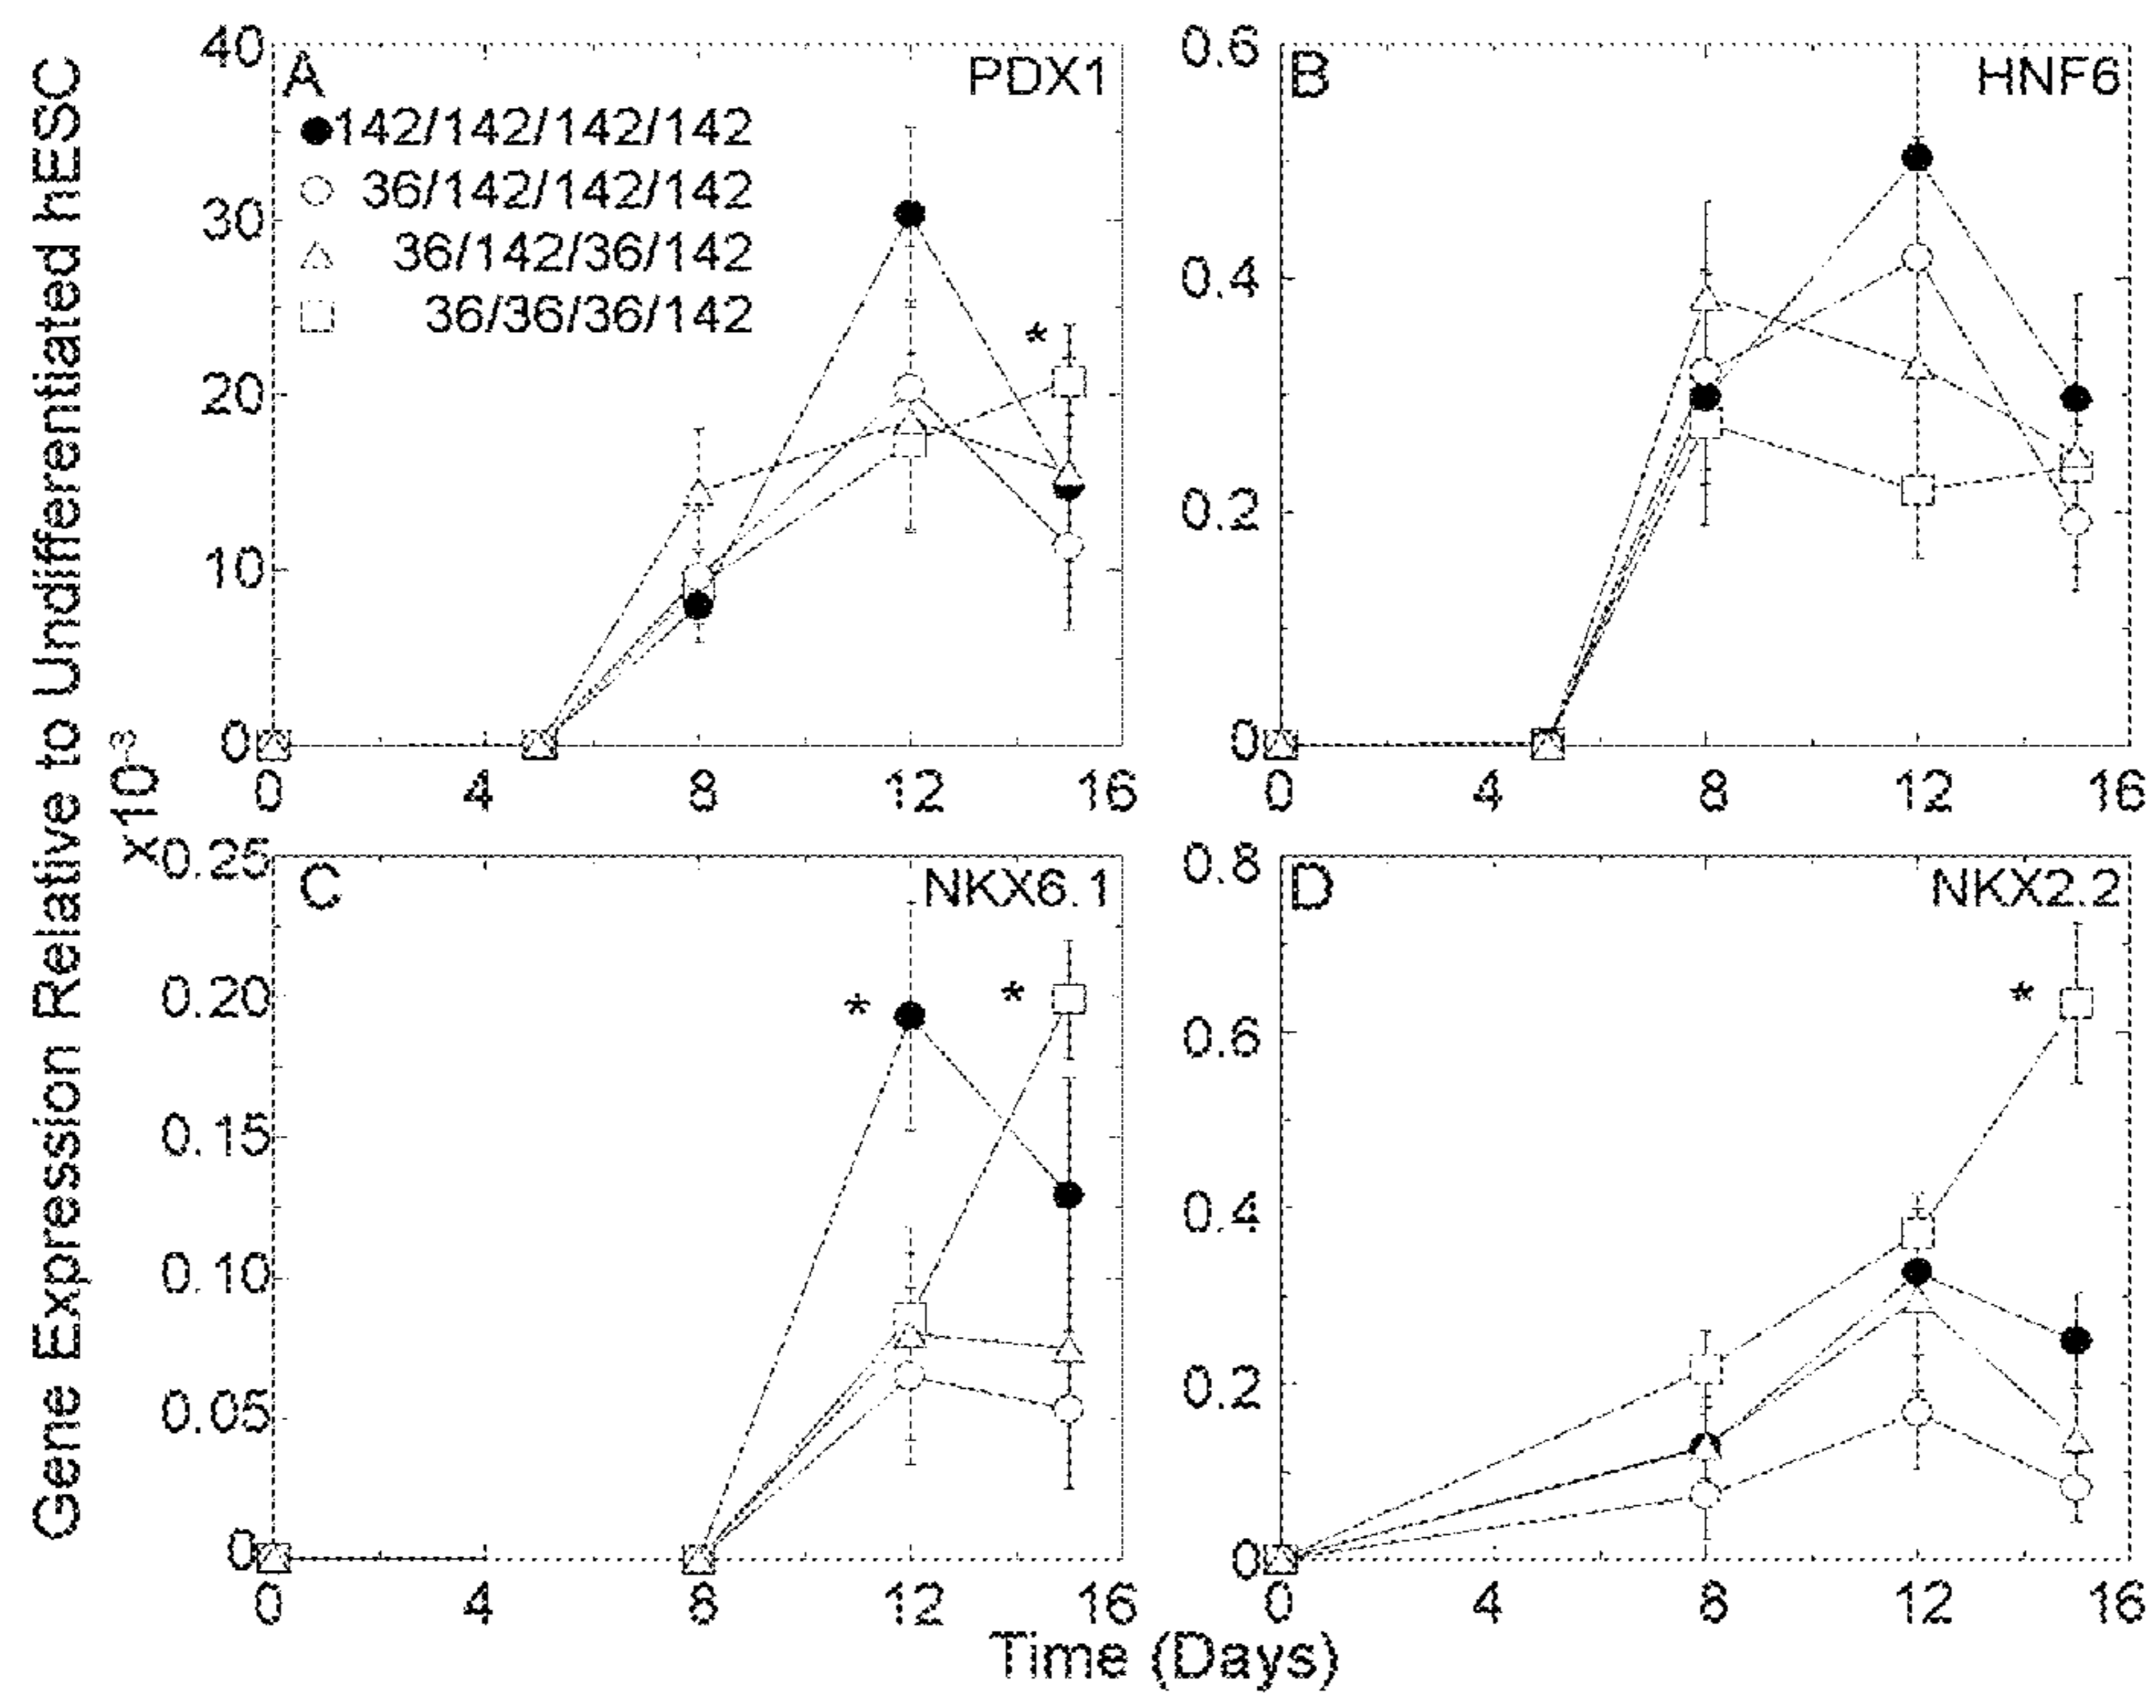 Gene Expression Relative to Undifferentiated hESC
x10-3
A PDX1
142/142/142/142
36/142/142/142
36/142/36/142
36/36/36/142
*
40
30
20
10
0
0 4 8 12 16
B HNF6
0.6
0.4
0.2
0
0 4 8 12 16
C NKX6.1
* *
0.25
0.20
0.15
0.10
0.05
0
0 4 8 12 16
D NKX2.2
*
0.8
0.6
0.4
0.2
0
0 4 8 12 16
Time (Days)